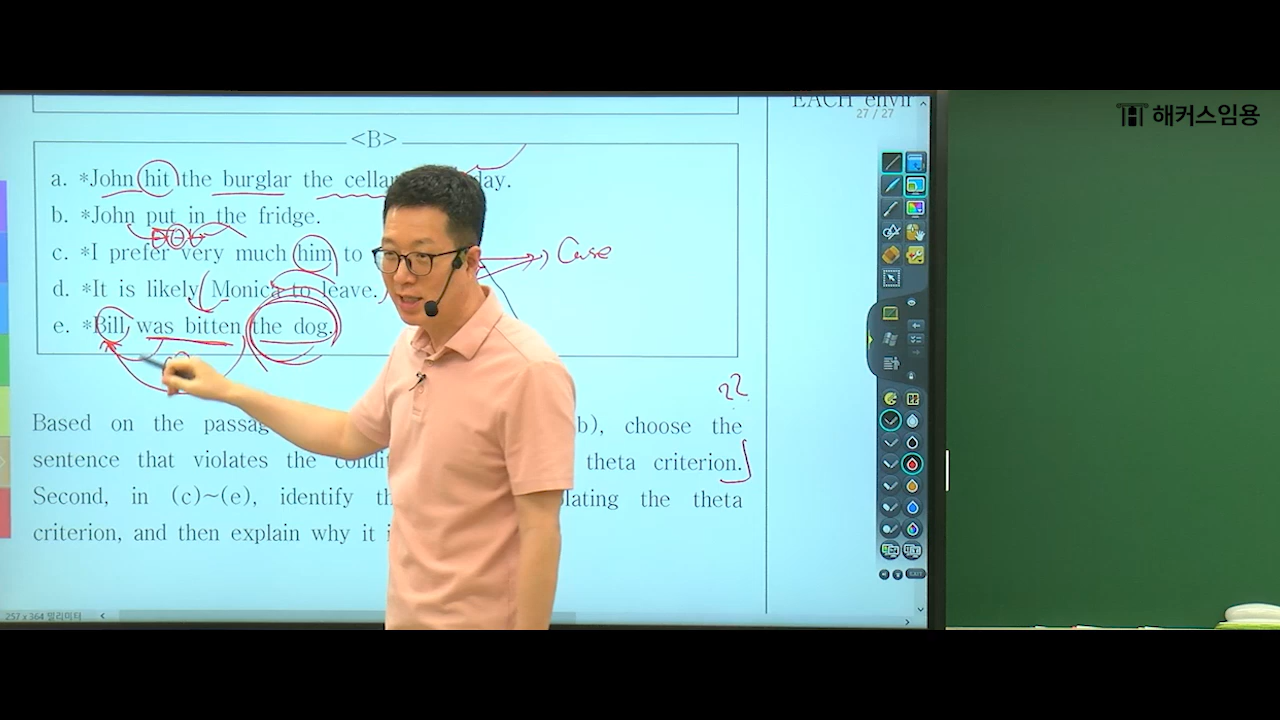 EACH envir
27 / 27
해커스임용
<B>
a. *John hit the burglar the cellar day.
b. *John put in the fridge.
c. *I prefer very much him to
Case
d. *It is likely Monica to leave.
e. *Bill was bitten the dog.
??
Based on the passag b), choose the
sentence that violates the condit theta criterion.
Second, in (c)~(e), identify th lating the theta
criterion, and then explain why it i
257 x 364 밀리미터